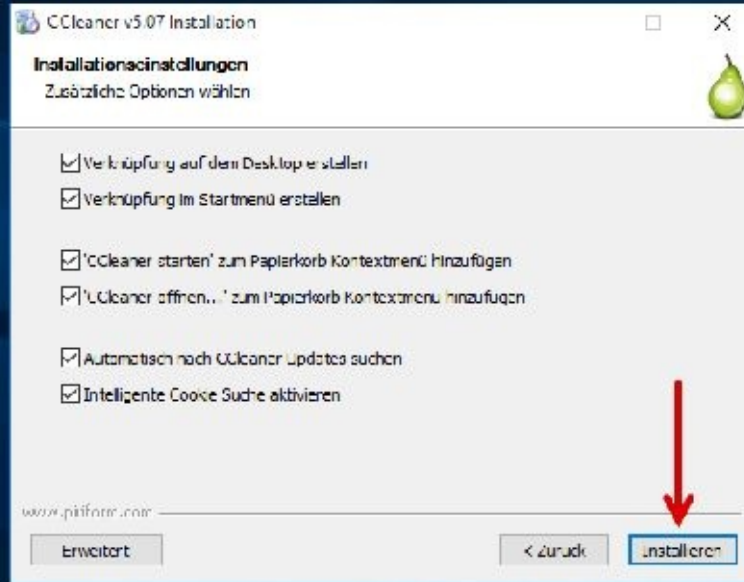 CCleaner v5.07 Installation
Installationseinstellungen
Zusätzliche Optionen wählen
Verknüpfung auf dem Desktop erstellen
Verknüpfung im Startmenü erstellen
'CCleaner starten' zum Papierkorb Kontextmenü hinzufügen
'CCleaner öffnen...' zum Papierkorb Kontextmenü hinzufügen
Automatisch nach CCleaner Updates suchen
Intelligente Cookie Suche aktivieren
www.piriform.com
Erweitert
< Zurück
Installieren